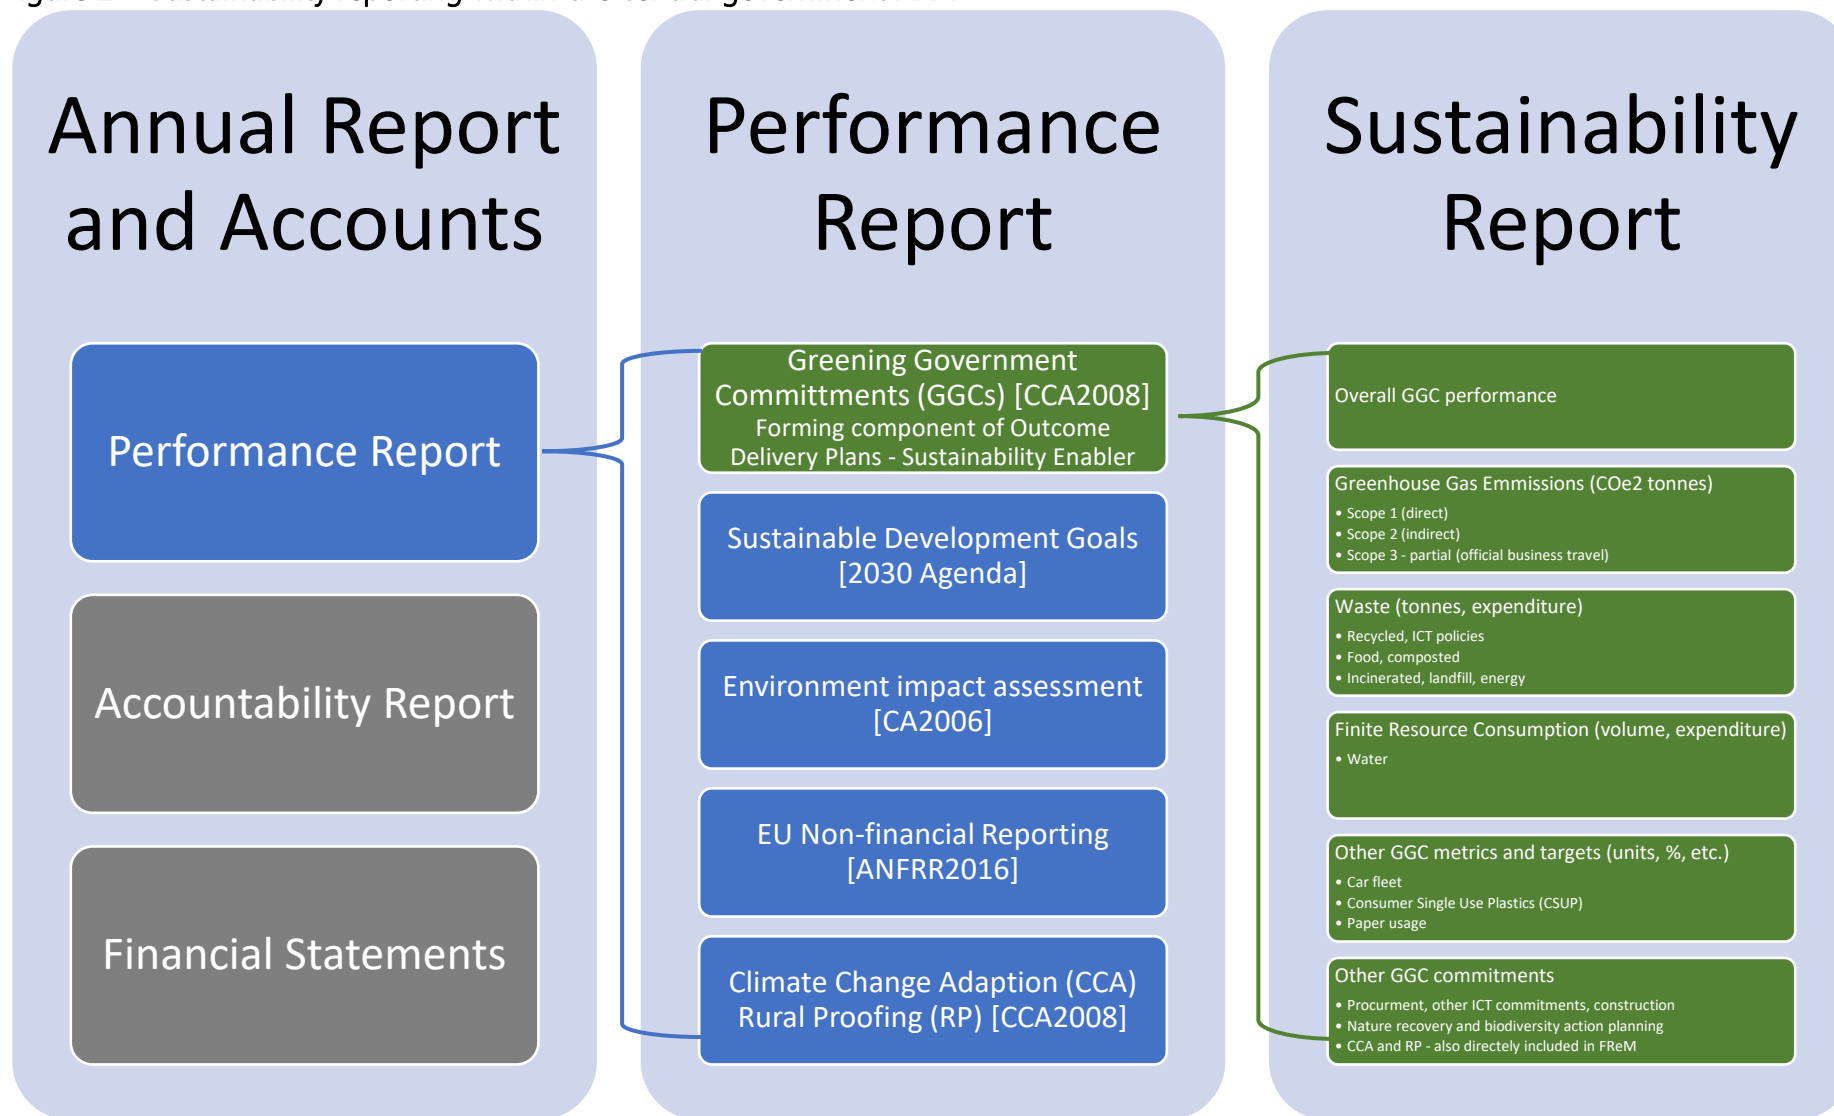 Annual Report
and Accounts
Performance Report
Accountability Report
Financial Statements
Performance
Report
Greening Government
Committments (GGCs) [CCA2008]
Forming component of Outcome
Delivery Plans - Sustainability Enabler
Sustainable Development Goals
[2030 Agenda]
Environment impact assessment
[CA2006]
EU Non-financial Reporting
[ANFRR2016]
Climate Change Adaption (CCA)
Rural Proofing (RP) [CCA2008]
Sustainability
Report
Overall GGC performance
Greenhouse Gas Emmissions (COe2 tonnes)
• Scope 1 (direct)
• Scope 2 (indirect)
• Scope 3 - partial (official business travel)
Waste (tonnes, expenditure)
• Recycled, ICT policies
• Food, composted
• Incinerated, landfill, energy
Finite Resource Consumption (volume, expenditure)
• Water
Other GGC metrics and targets (units, %, etc.)
• Car fleet
• Consumer Single Use Plastics (CSUP)
• Paper usage
Other GGC commitments
• Procurment, other ICT commitments, construction
• Nature recovery and biodiversity action planning
• CCA and RP - also directely included in FReM